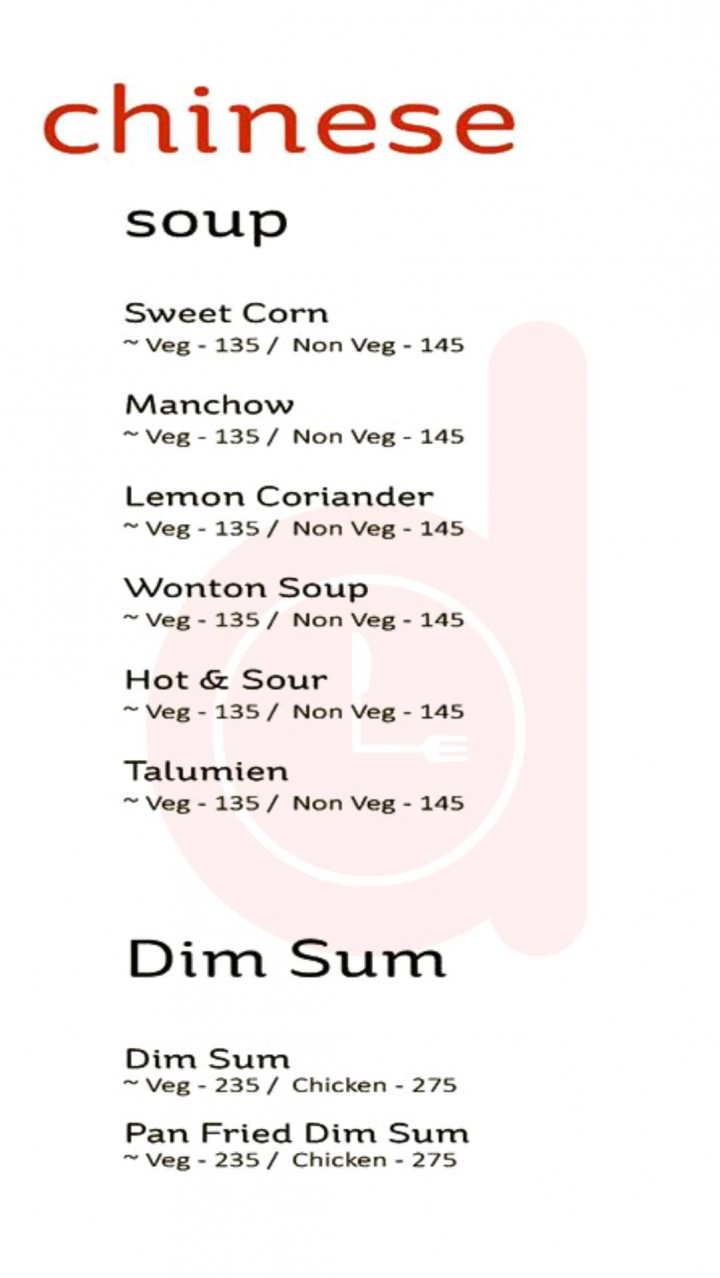 chinese
soup
Sweet Corn
~ Veg - 135 / Non Veg - 145
Manchow
~ Veg - 135 / Non Veg - 145
Lemon Coriander
~ Veg - 135 / Non Veg - 145
Wonton Soup
~ Veg - 135 / Non Veg - 145
Hot & Sour
~ Veg - 135 / Non Veg - 145
Talumien
~ Veg - 135 / Non Veg - 145
Dim Sum
Dim Sum
~ Veg - 235 / Chicken - 275
Pan Fried Dim Sum
~ Veg - 235 / Chicken - 275